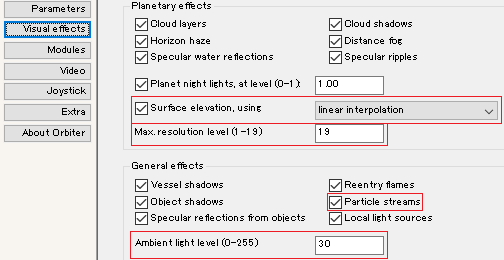 Parameters
Visual effects
Modules
Video
Joystick
Extra
About Orbiter
Planetary effects
Cloud layers
Cloud shadows
Horizon haze
Distance fog
Specular water reflections
Specular ripples
Planet night lights, at level (0-1):
1.00
Surface elevation, using
linear interpolation
Max. resolution level (1-19)
19
General effects
Vessel shadows
Reentry flames
Object shadows
Particle streams
Specular reflections from objects
Local light sources
Ambient light level (0-255)
30